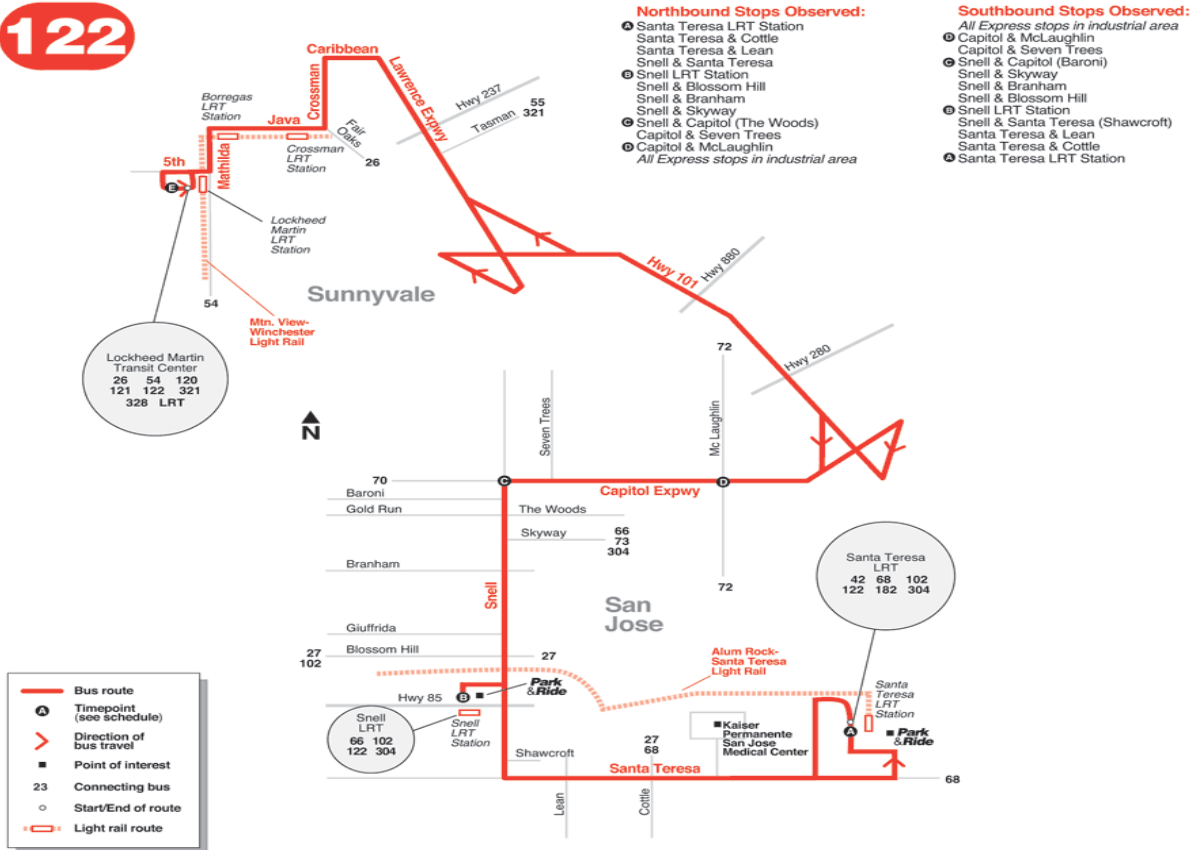 122
Northbound Stops Observed:
A Santa Teresa LRT Station
Santa Teresa & Cottle
Santa Teresa & Lean
Snell & Santa Teresa
B Snell LRT Station
Snell & Blossom Hill
Snell & Branham
Snell & Skyway
C Snell & Capitol (The Woods)
Capitol & Seven Trees
D Capitol & McLaughlin
All Express stops in industrial area
Southbound Stops Observed:
All Express stops in industrial area
D Capitol & McLaughlin
Capitol & Seven Trees
C Snell & Capitol (Baroni)
Snell & Skyway
Snell & Branham
Snell & Blossom Hill
B Snell LRT Station
Snell & Santa Teresa (Shawcroft)
Santa Teresa & Lean
Santa Teresa & Cottle
A Santa Teresa LRT Station
Caribbean
Crossman
Lawrence Expwy
Hwy 237
Tasman
55
321
Borregas
LRT
Station
Java
Fair
Oaks
26
Crossman
LRT
Station
5th
Mathilda
E
Lockheed
Martin
LRT
Station
54
Sunnyvale
Mtn. View-
Winchester
Light Rail
Lockheed Martin
Transit Center
26 54 120
121 122 321
328 LRT
Hwy 101
Hwy 880
Hwy 280
72
N
Seven Trees
Mc Laughlin
70
C
D
Capitol Expwy
Baroni
Gold Run
The Woods
Skyway
66
73
304
Branham
Snell
72
San
Jose
Santa Teresa
LRT
42 68 102
122 182 304
Giuffrida
27
102
Blossom Hill
27
Alum Rock-
Santa Teresa
Light Rail
Hwy 85
B
Park
&Ride
Snell
LRT
66 102
122 304
Snell
LRT
Station
Santa
Teresa
LRT
Station
A
Park
&Ride
Kaiser
Permanente
San Jose
Medical Center
Shawcroft
27
68
Santa Teresa
68
Lean
Cottle
Bus route
A Timepoint
(see schedule)
Direction of
bus travel
Point of interest
23 Connecting bus
Start/End of route
Light rail route